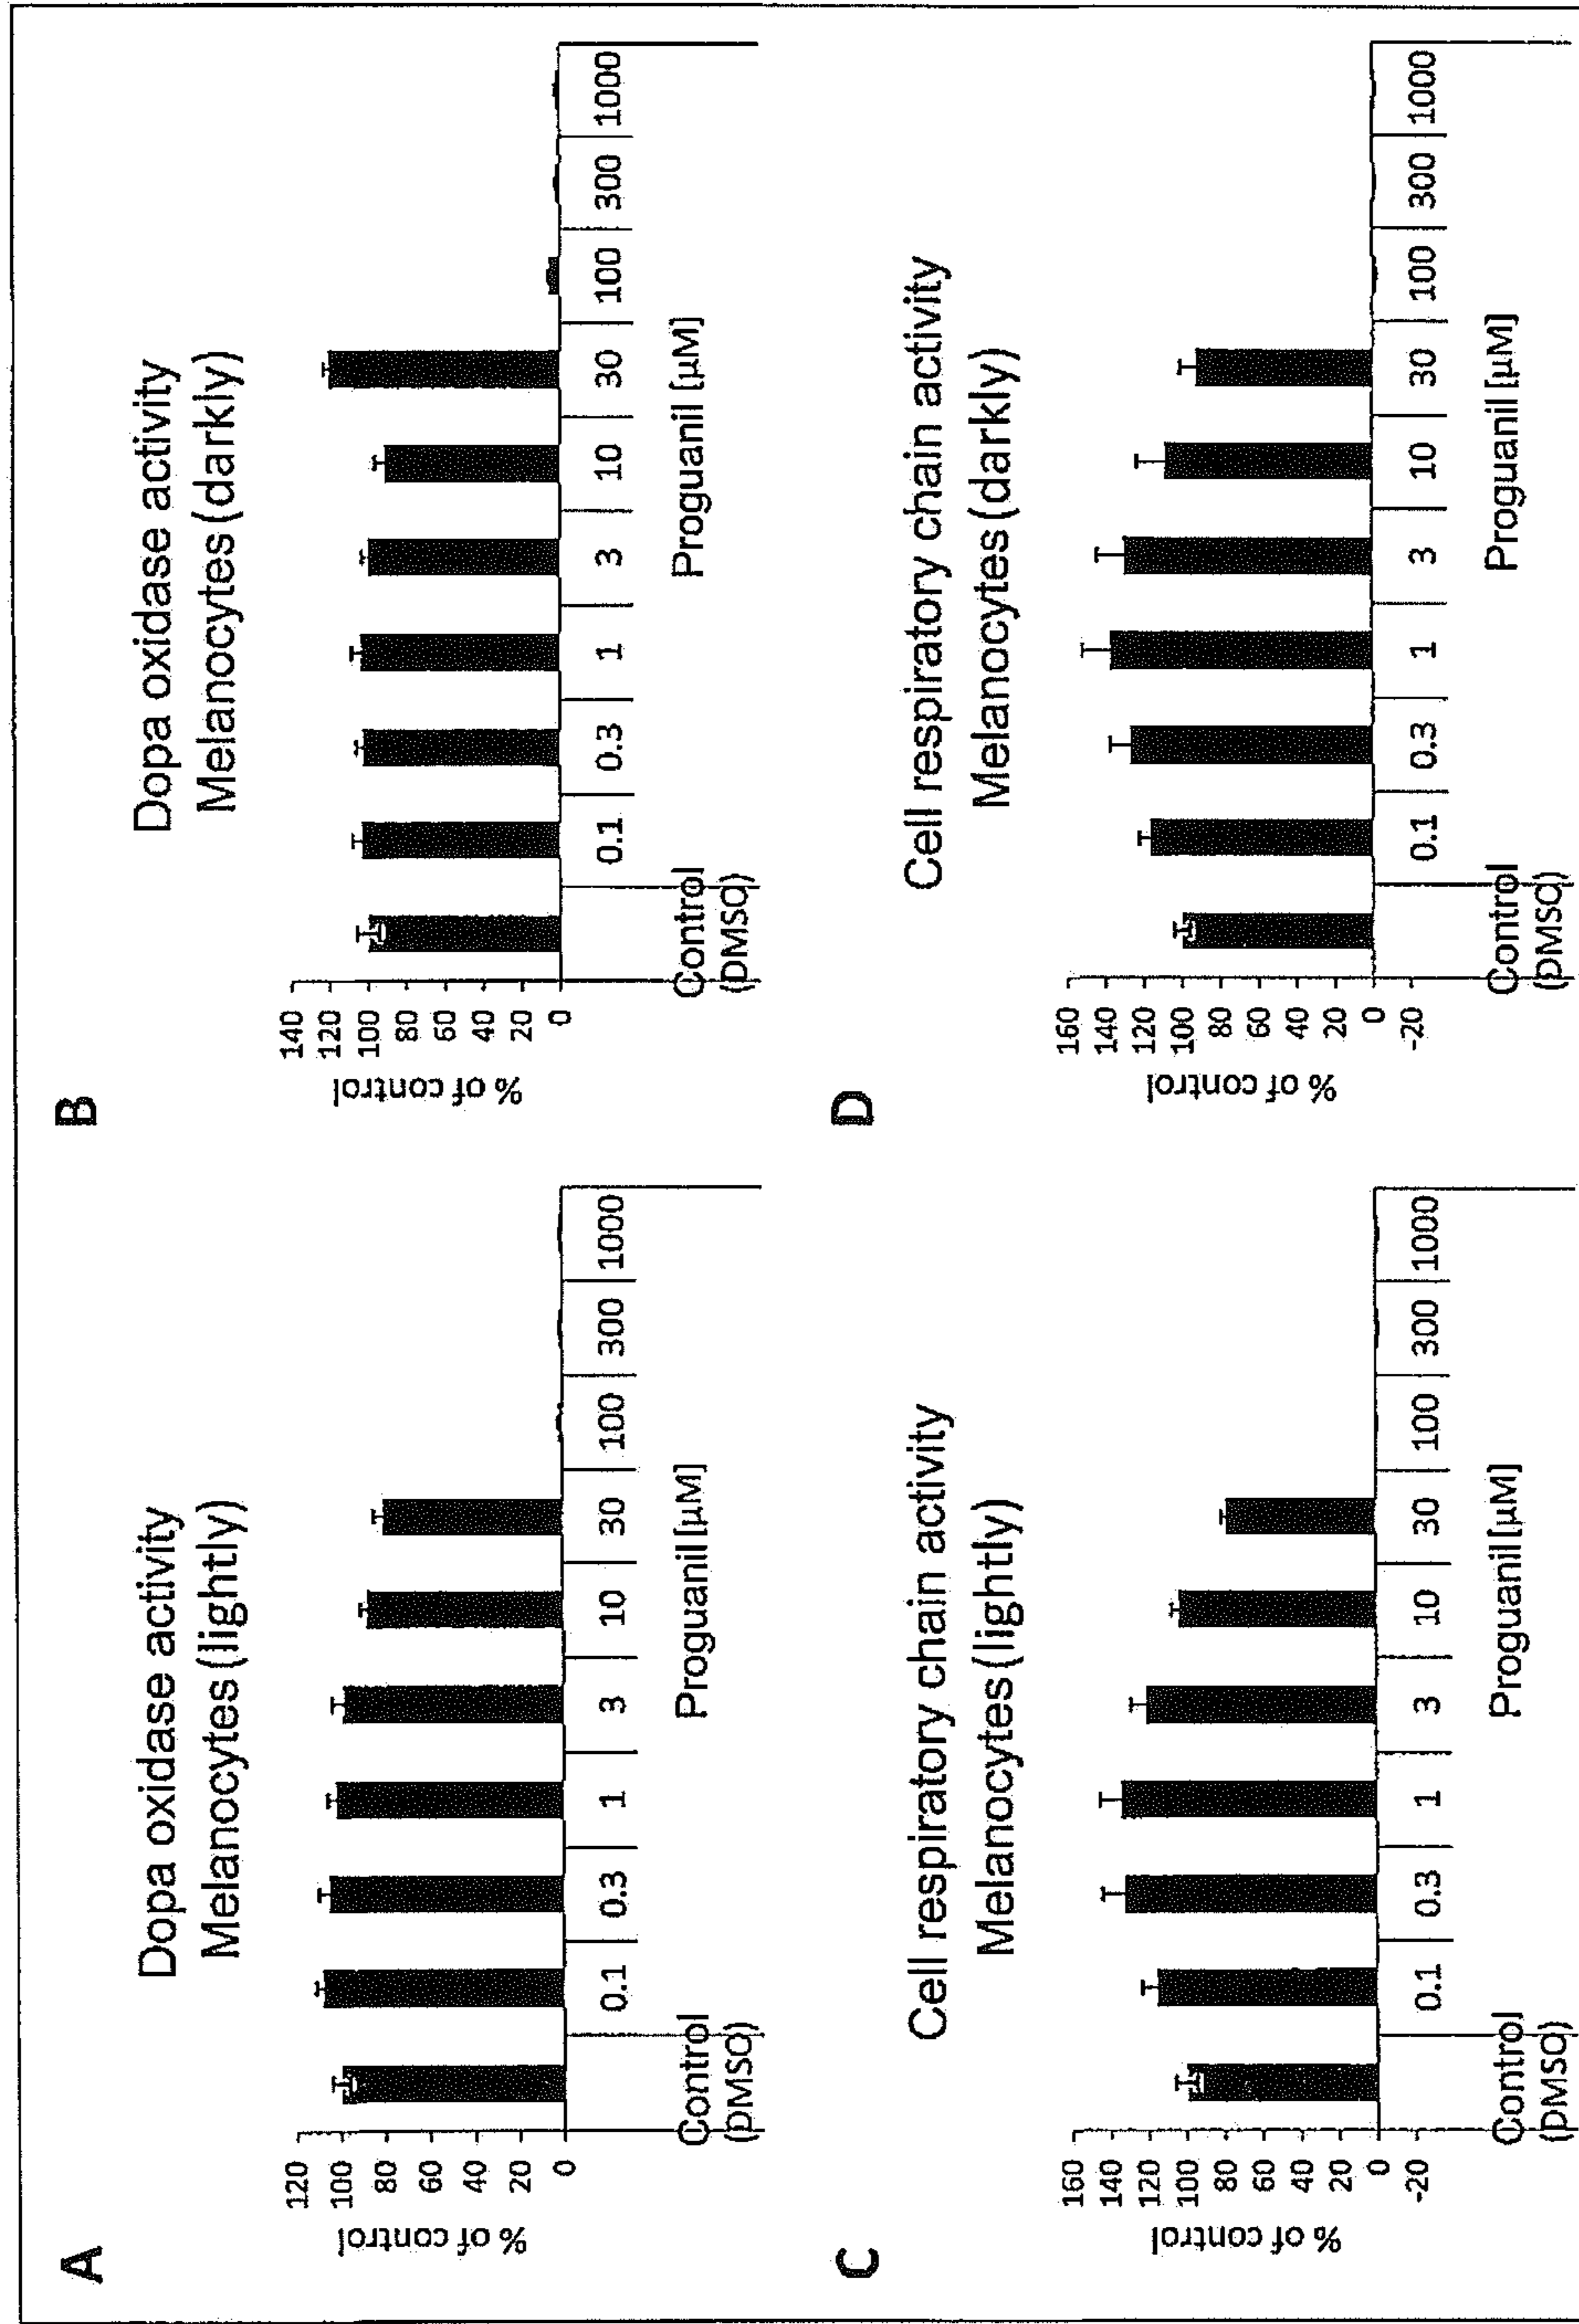 A
Dopa oxidase activity
Melanocytes (lightly)
% of control
120
100
80
60
40
20
0
Control
(DMSO)
0.1 0.3 1 3 10 30 100 300 1000
Proguanil [µM]
B
Dopa oxidase activity
Melanocytes (darkly)
% of control
140
120
100
80
60
40
20
0
Control
(DMSO)
0.1 0.3 1 3 10 30 100 300 1000
Proguanil [µM]
C
Cell respiratory chain activity
Melanocytes (lightly)
% of control
160
140
120
100
80
60
40
20
0
-20
Control
(DMSO)
0.1 0.3 1 3 10 30 100 300 1000
Proguanil [µM]
D
Cell respiratory chain activity
Melanocytes (darkly)
% of control
160
140
120
100
80
60
40
20
0
-20
Control
(DMSO)
0.1 0.3 1 3 10 30 100 300 1000
Proguanil [µM]